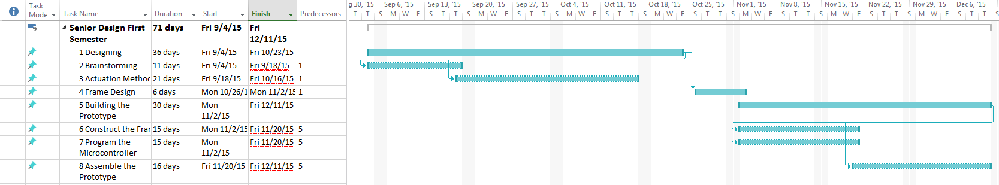 Task Mode Task Name Duration Start Finish Predecessors
Senior Design First Semester 71 days Fri 9/4/15 Fri 12/11/15
1 Designing 36 days Fri 9/4/15 Fri 10/23/15
2 Brainstorming 11 days Fri 9/4/15 Fri 9/18/15 1
3 Actuation Method 21 days Fri 9/18/15 Fri 10/16/15 1
4 Frame Design 6 days Mon 10/26/1 Mon 11/2/15 1
5 Building the Prototype 30 days Mon 11/2/15 Fri 12/11/15
6 Construct the Fra 15 days Mon 11/2/15 Fri 11/20/15 5
7 Program the Microcontroller 15 days Mon 11/2/15 Fri 11/20/15 5
8 Assemble the Prototype 16 days Fri 11/20/15 Fri 12/11/15 5
g 30, '15 Sep 6, '15 Sep 13, '15 Sep 20, '15 Sep 27, '15 Oct 4, '15 Oct 11, '15 Oct 18, '15 Oct 25, '15 Nov 1, '15 Nov 8, '15 Nov 15, '15 Nov 22, '15 Nov 29, '15 Dec 6, '15
T T S M W F S T T S M W F S T T S M W F S T T S M W F S T T S M W F S T T S M W F S T T S M W F S T T